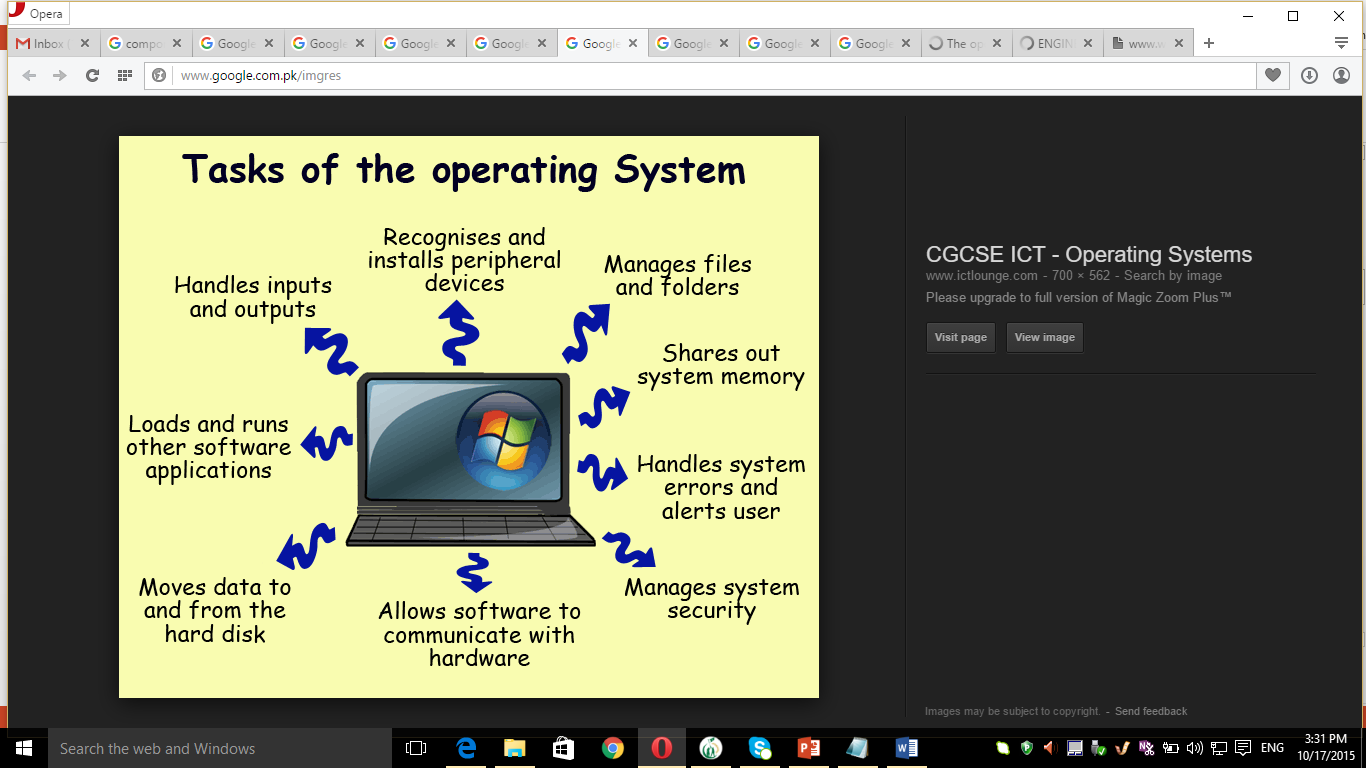 Opera
Inbox (
compo
Google
Google
Google
Google
Google
Google
Google
Google
The op
ENGIN
www.w
www.google.com.pk/imgres
Tasks of the operating System
Recognises and
installs peripheral
devices
Manages files
and folders
Handles inputs
and outputs
Shares out
system memory
Loads and runs
other software
applications
Handles system
errors and
alerts user
Moves data to
and from the
hard disk
Allows software to
communicate with
hardware
Manages system
security
CGCSE ICT - Operating Systems
www.ictlounge.com - 700 × 562 - Search by image
Please upgrade to full version of Magic Zoom Plus™
Visit page
View image
Images may be subject to copyright. - Send feedback
Search the web and Windows
ENG
3:31 PM
10/17/2015